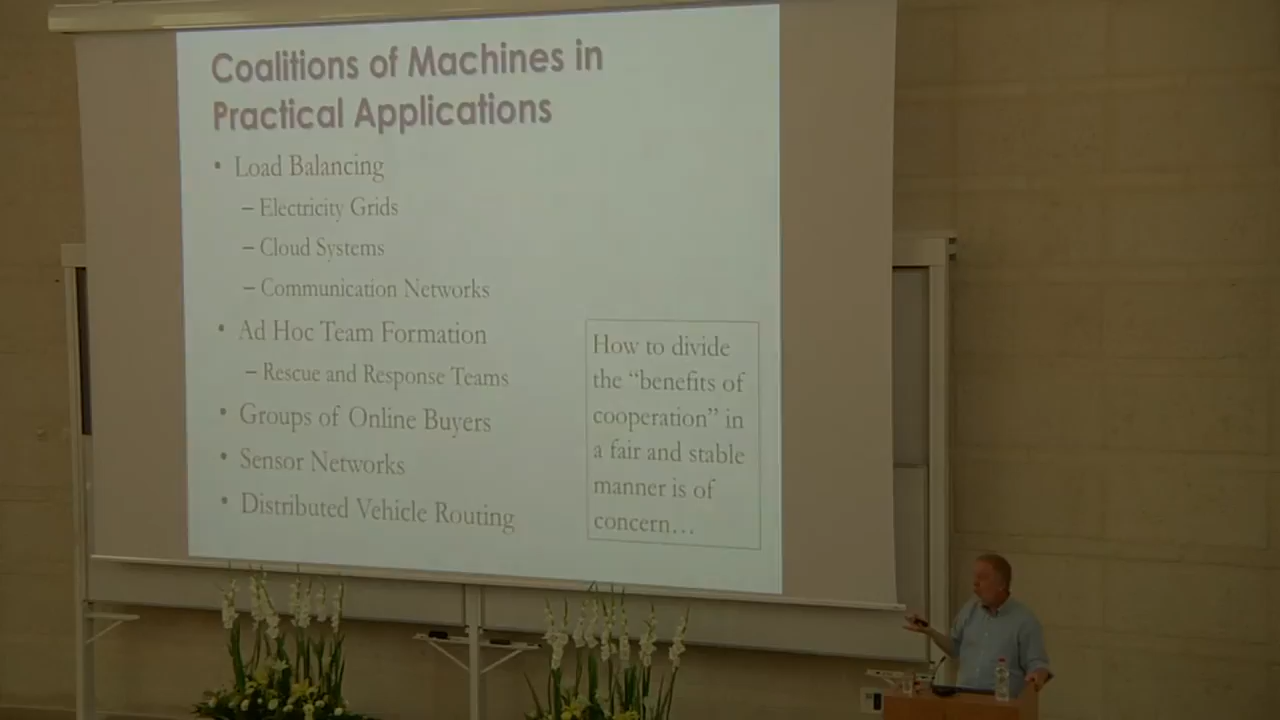 Coalitions of Machines in
Practical Applications
• Load Balancing
– Electricity Grids
– Cloud Systems
– Communication Networks
• Ad Hoc Team Formation
– Rescue and Response Teams
• Groups of Online Buyers
• Sensor Networks
• Distributed Vehicle Routing
How to divide
the “benefits of
cooperation” in
a fair and stable
manner is of
concern…